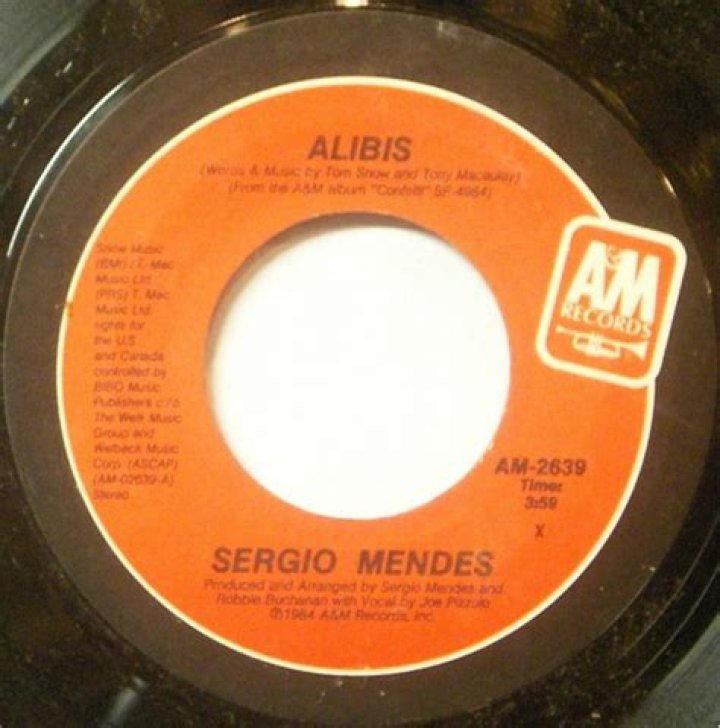 ALIBIS
(Words & Music by Tom Snow and Tony Macaulay)
(From the A&M album "Confetti" SP-4984)
Snow Music
(BMI) / T. Mac
Music Ltd.
(PRS) T. Mac
Music Ltd.
rights for
the U.S.
and Canada
controlled by
BIBO Music
Publishers c/o
The Welk Music
Group and
Welbeck Music
Corp. (ASCAP)
(AM-02639-A)
Stereo
A&M
RECORDS
AM-2639
Time:
3:59
X
SERGIO MENDES
Produced and Arranged by Sergio Mendes and
Robbie Buchanan with Vocal by Joe Pizzulo
℗1984 A&M Records, Inc.